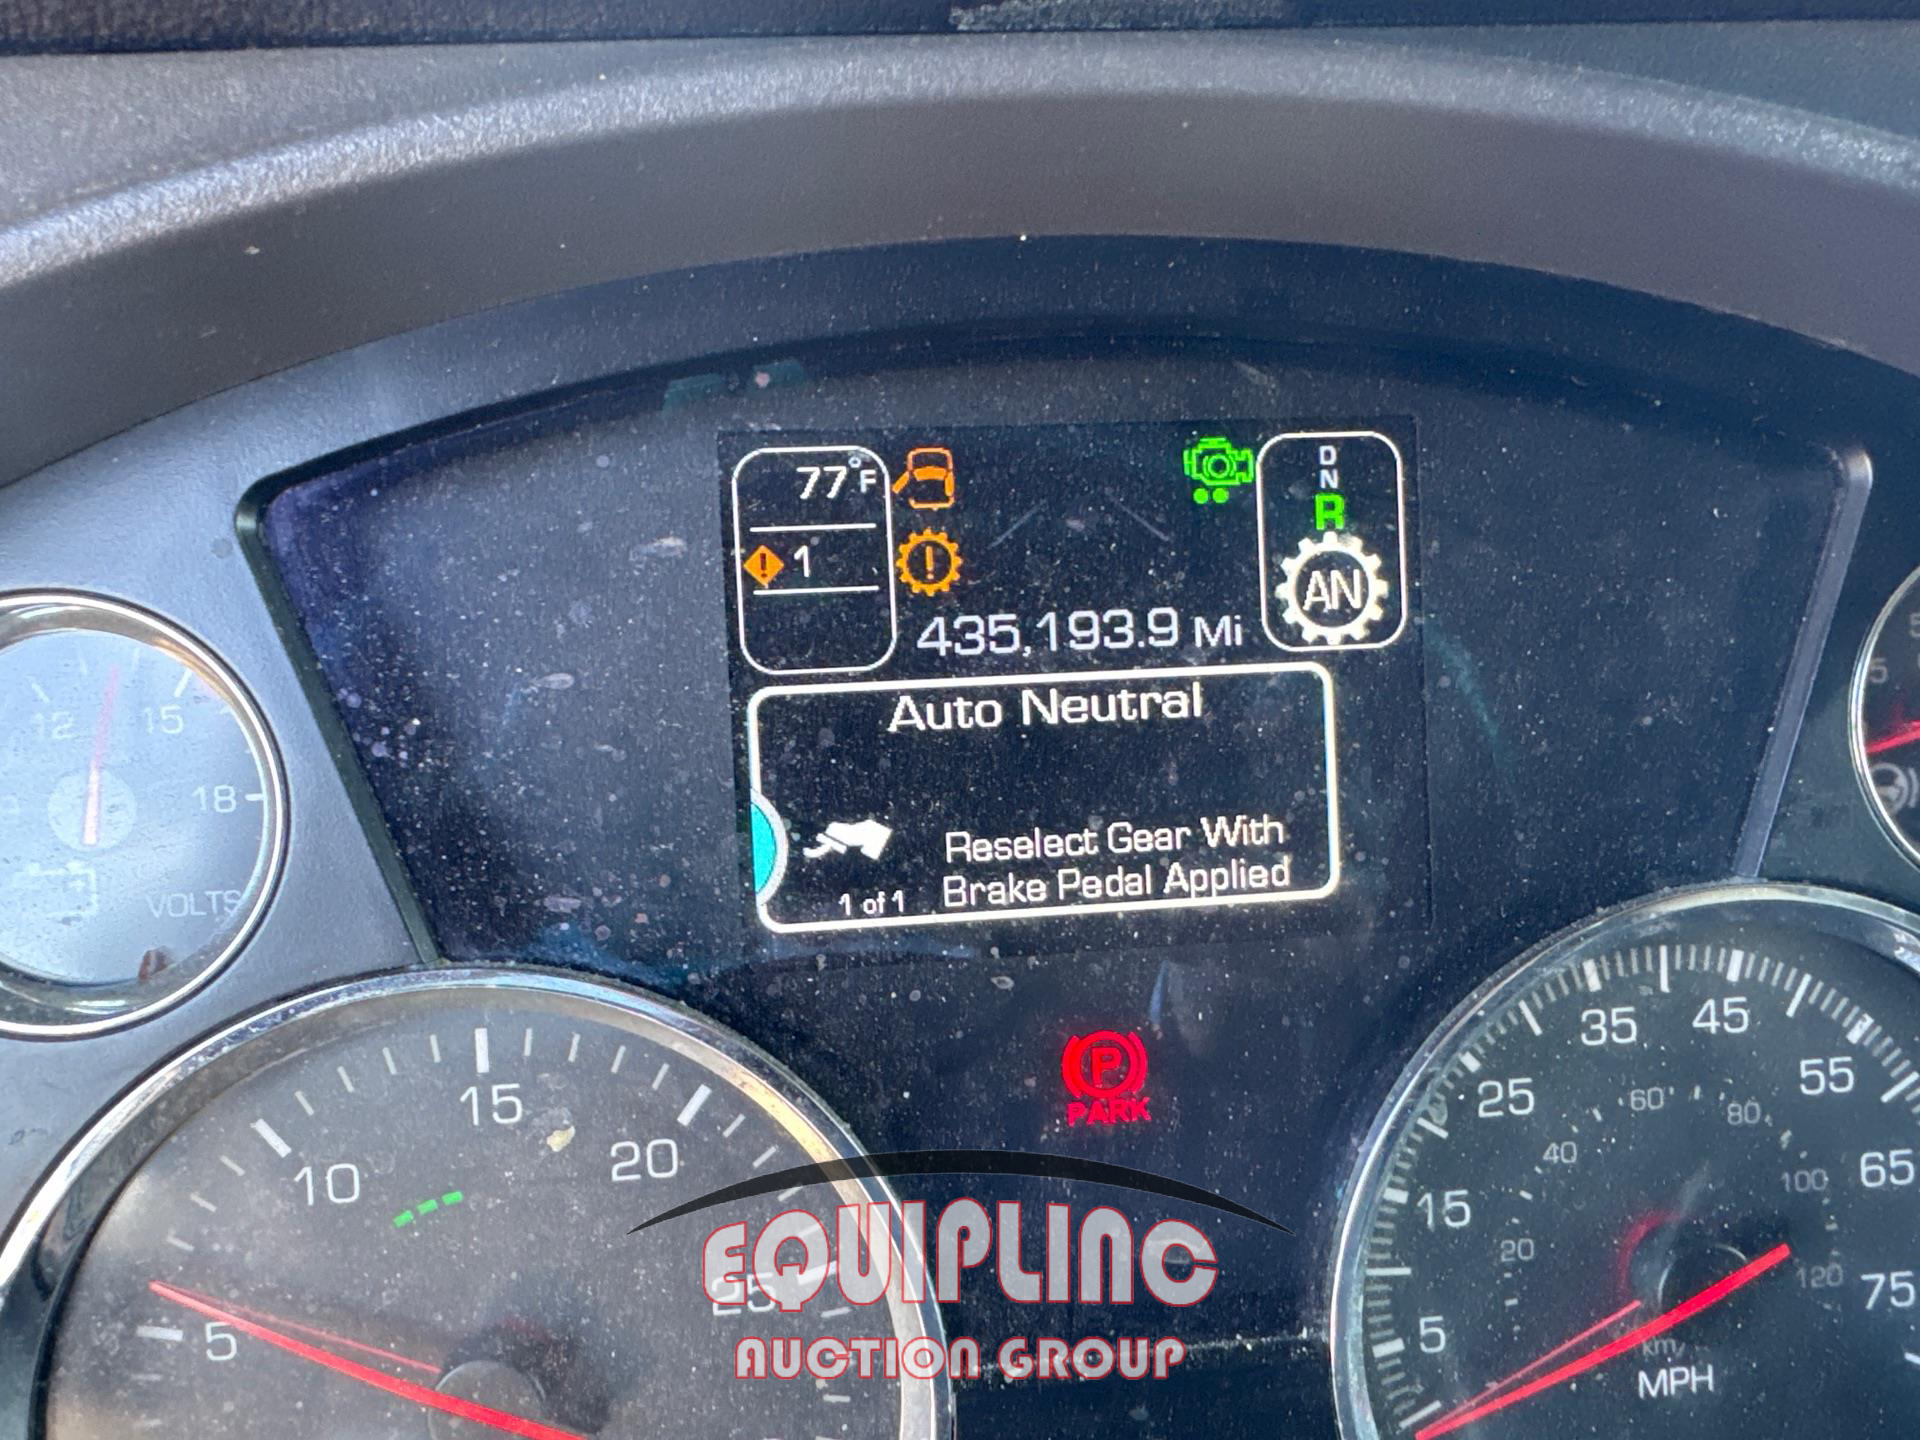 77°F
1
D
N
R
AN
435,193.9 Mi
Auto Neutral
Reselect Gear With
Brake Pedal Applied
1 of 1
12
15
18
VOLTS
P
PARK
5
10
15
20
25
5
15
25
35
45
55
65
75
20
40
60
80
100
120
km/
MPH
EQUIPLINC
AUCTION GROUP